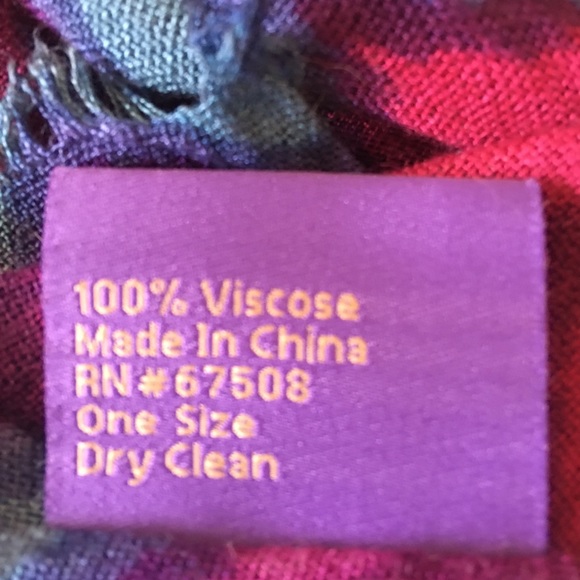 100% Viscose
Made In China
RN#67508
One Size
Dry Clean